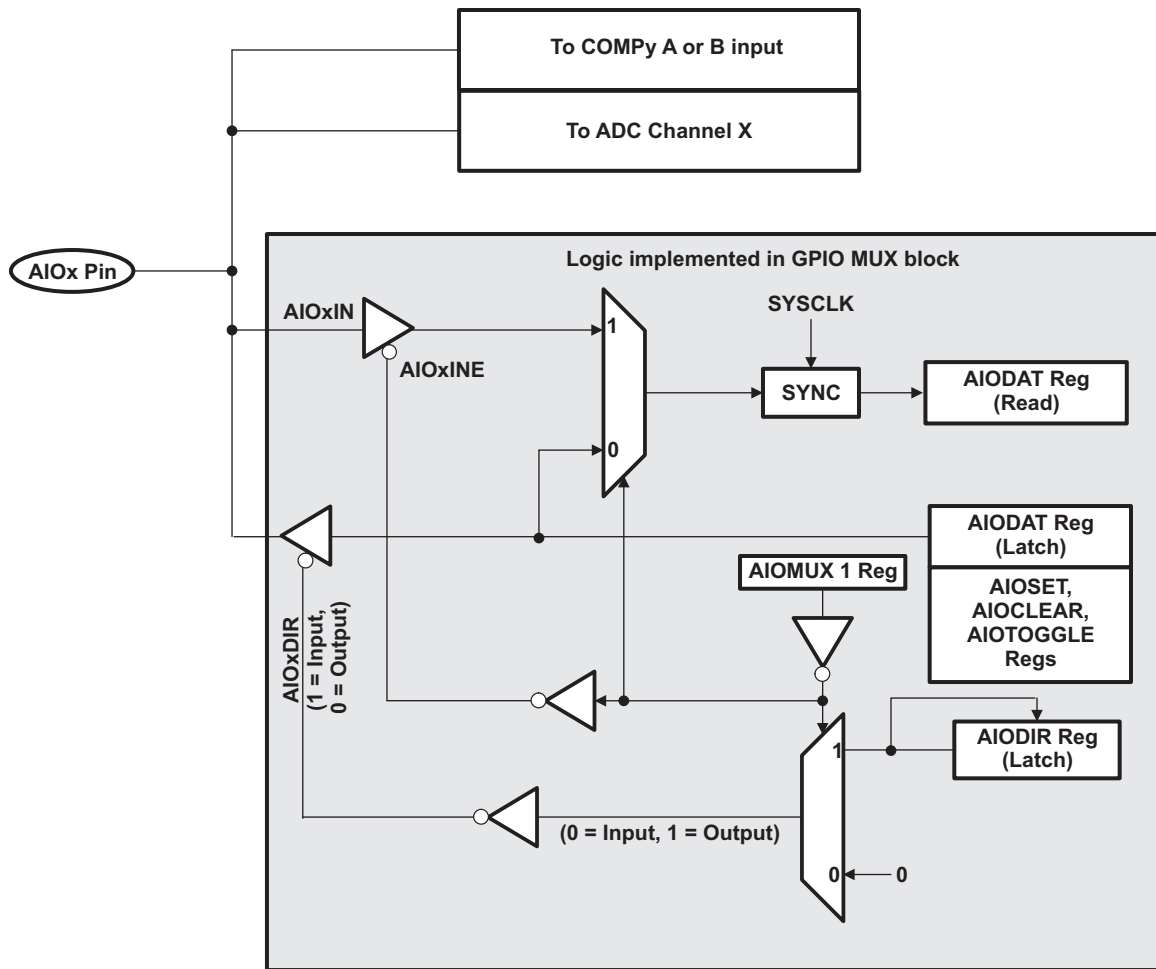 To COMPy A or B input
To ADC Channel X
AIOx Pin
Logic implemented in GPIO MUX block
AIOxIN
AIOxINE
1
0
SYSCLK
SYNC
AIODAT Reg
(Read)
AIODAT Reg
(Latch)
AIOSET,
AIOCLEAR,
AIOTOGGLE
Regs
AIOMUX 1 Reg
AIOxDIR
(1 = Input,
0 = Output)
1
AIODIR Reg
(Latch)
(0 = Input, 1 = Output)
0
0